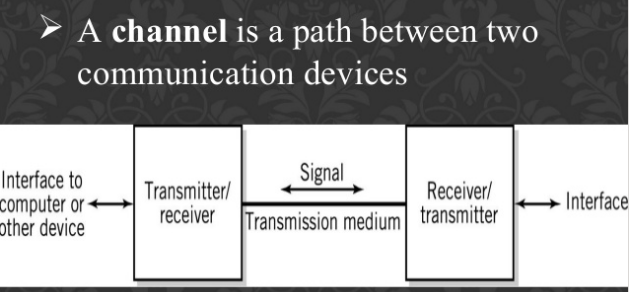 ➢ A channel is a path between two
communication devices
Interface to
computer or
other device
Transmitter/
receiver
Signal
Transmission medium
Receiver/
transmitter
Interface